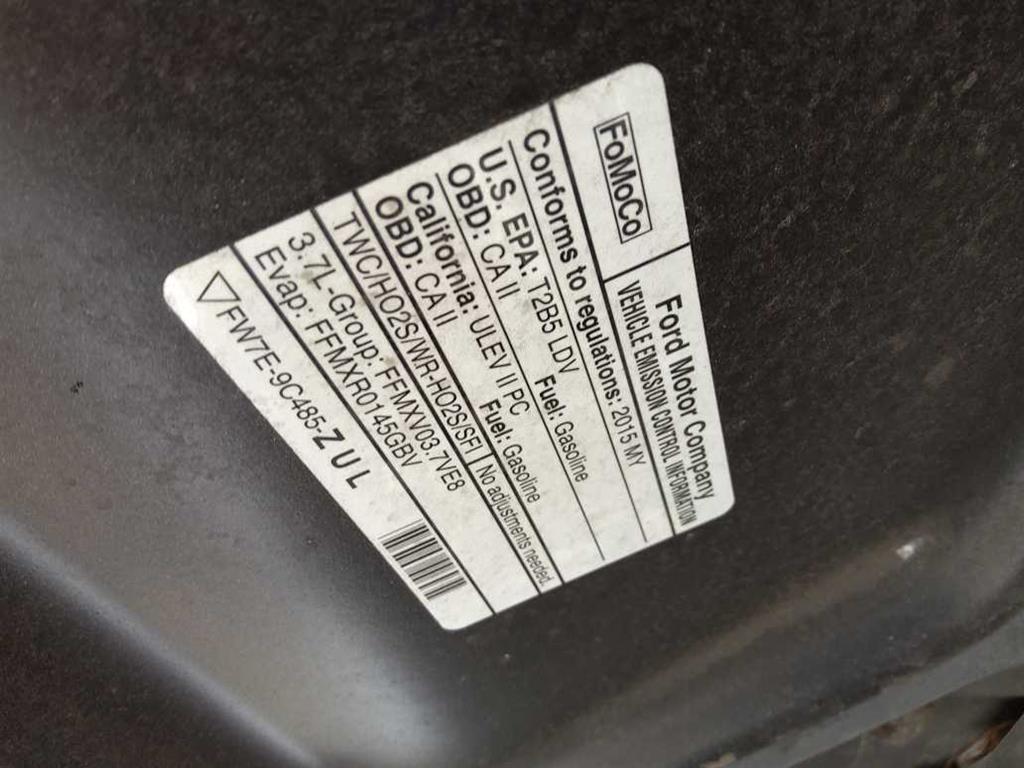 FoMoCo
Ford Motor Company
VEHICLE EMISSION CONTROL INFORMATION
Conforms to regulations: 2015 MY
U.S. EPA: T2B5 LDV Fuel: Gasoline
OBD: CA II
California: ULEV II PC Fuel: Gasoline
OBD: CA II
TWC/HO2S/WR-HO2S/SFI No adjustments needed.
3.7L-Group: FFMXV03.7VE8
Evap: FFMXR0145GBV
FW7E-9C485-ZUL